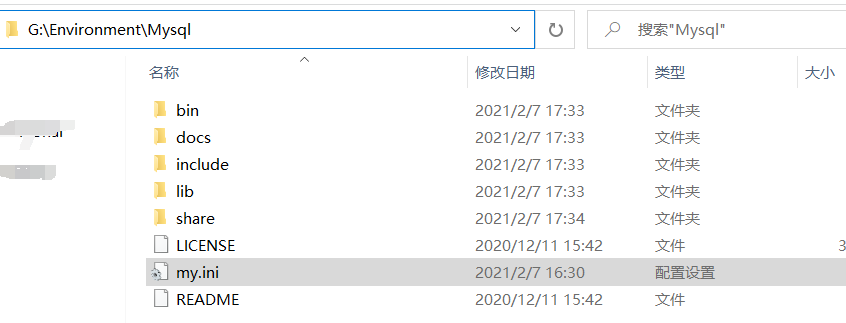 G:\Environment\Mysql 搜索"Mysql"
名称 修改日期 类型 大小
bin 2021/2/7 17:33 文件夹
docs 2021/2/7 17:33 文件夹
include 2021/2/7 17:33 文件夹
lib 2021/2/7 17:33 文件夹
share 2021/2/7 17:34 文件夹
LICENSE 2020/12/11 15:42 文件 3
my.ini 2021/2/7 16:30 配置设置
README 2020/12/11 15:42 文件